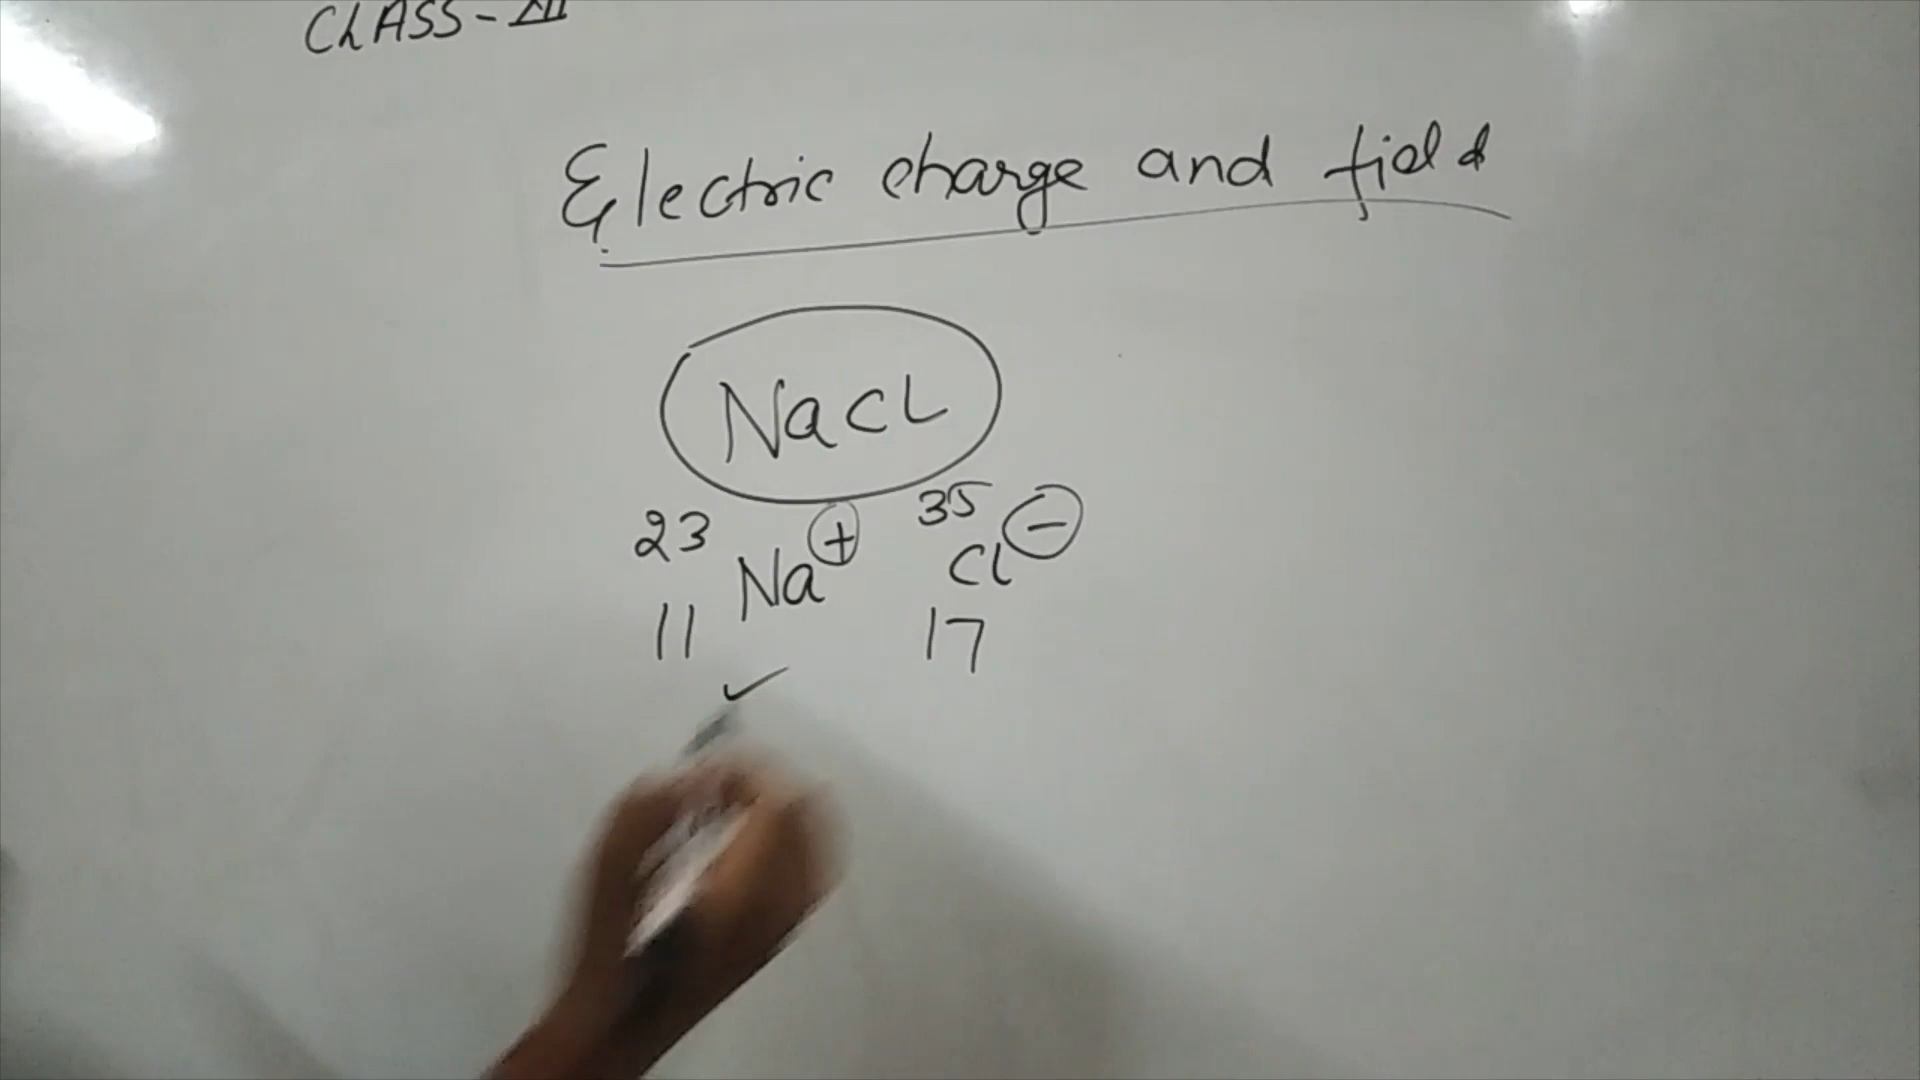 CLASS - XII
Electric charge and field
NaCl
23 Na + 35 Cl −
11 17